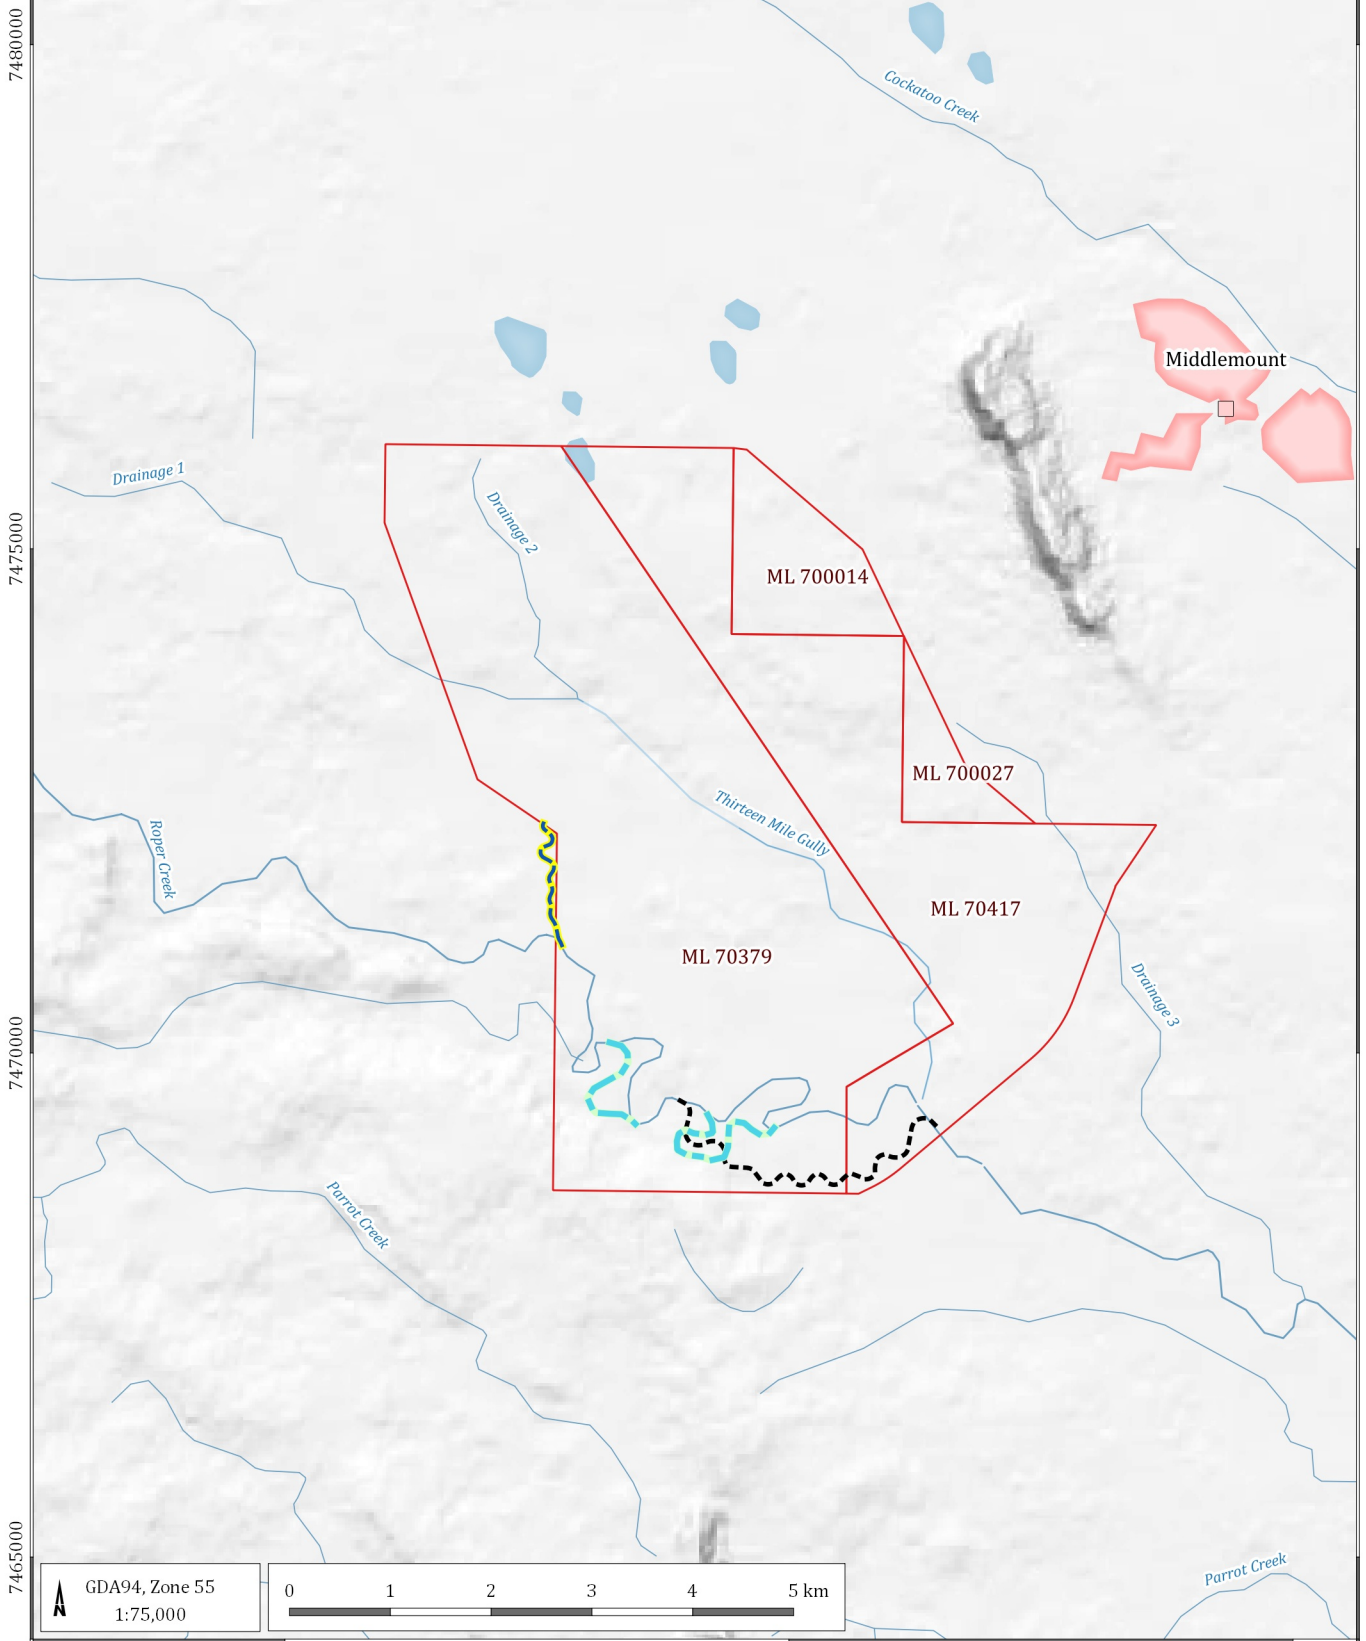 7480000
Cockatoo Creek
Middlemount
Drainage 1
Drainage 2
7475000
ML 700014
ML 700027
Thirteen Mile Gully
Roper Creek
ML 70417
ML 70379
Drainage 3
7470000
Parrot Creek
7465000
Parrot Creek
N
GDA94, Zone 55
1:75,000
0 1 2 3 4 5 km